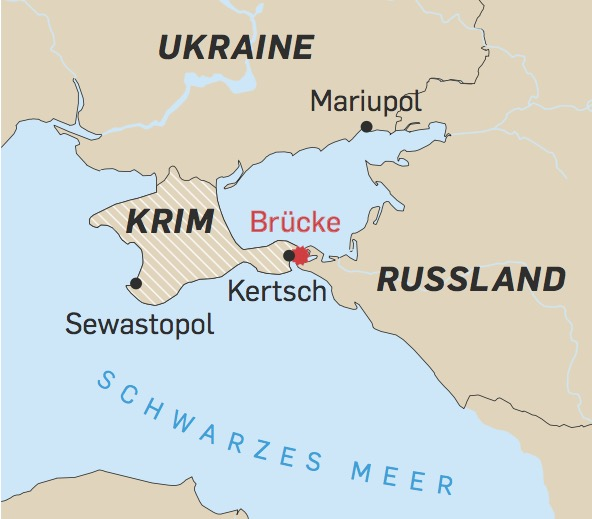 UKRAINE
Mariupol
KRIM
Brücke
RUSSLAND
Kertsch
Sewastopol
SCHWARZES MEER